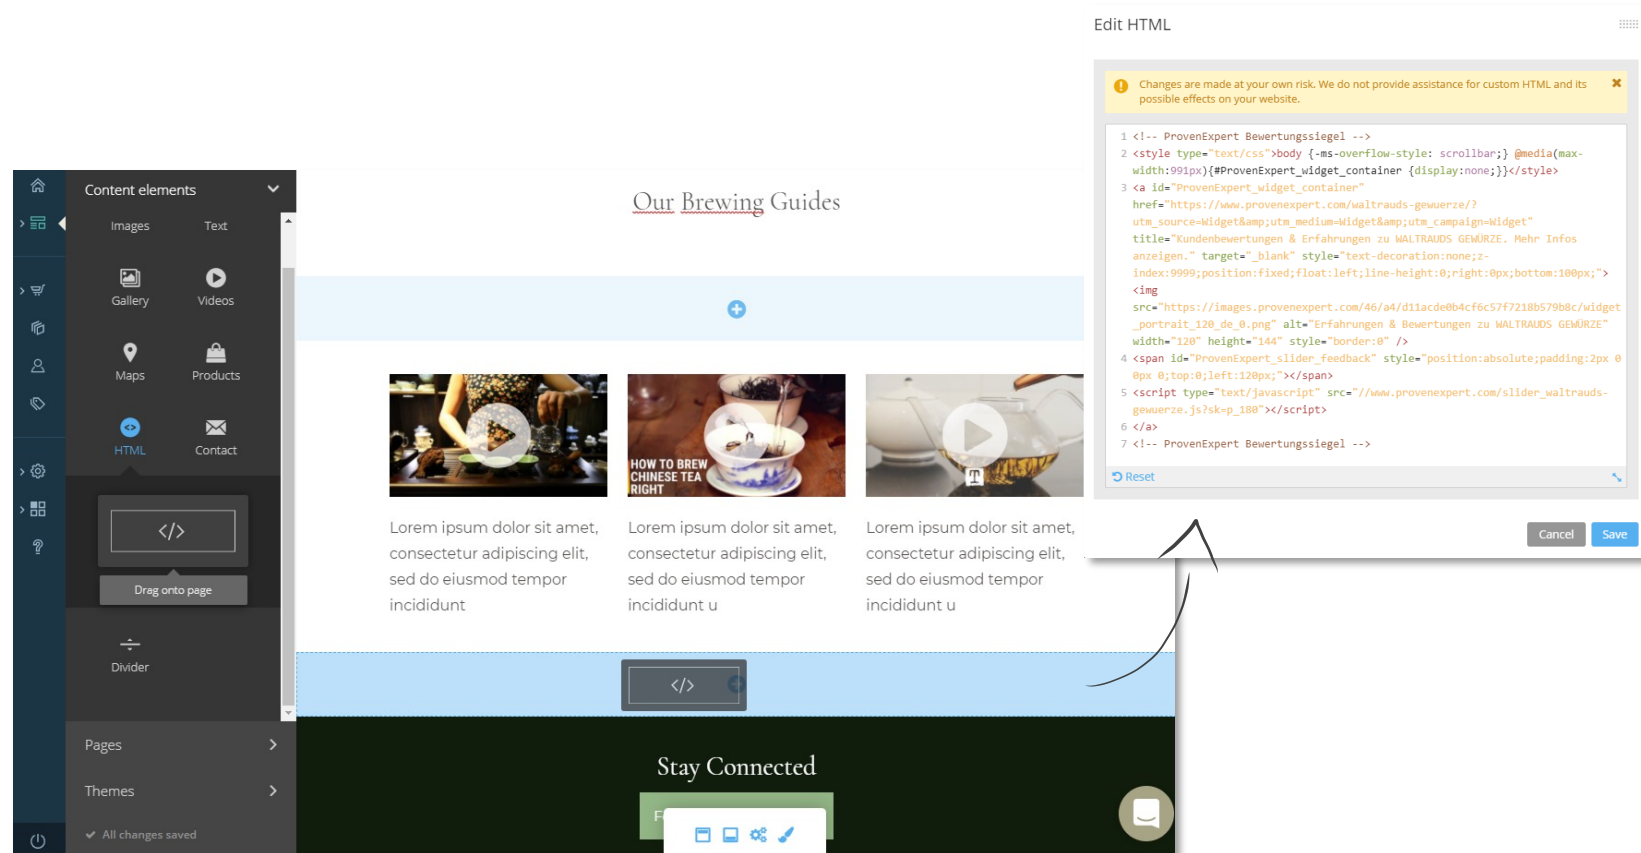 Edit HTML
Changes are made at your own risk. We do not provide assistance for custom HTML and its
possible effects on your website.
1 <!-- ProvenExpert Bewertungssiegel -->
2 <style type="text/css">body {-ms-overflow-style: scrollbar;} @media(max-
width:991px){#ProvenExpert_widget_container {display:none;}}</style>
3 <a id="ProvenExpert_widget_container"
href="https://www.provenexpert.com/waltrauds-gewuerze/?
utm_source=Widget&amp;utm_medium=Widget&amp;utm_campaign=Widget"
title="Kundenbewertungen & Erfahrungen zu WALTRAUDS GEWÜRZE. Mehr Infos
anzeigen." target="_blank" style="text-decoration:none;z-
index:9999;position:fixed;float:left;line-height:0;right:0px;bottom:100px;">
<img
src="https://images.provenexpert.com/46/a4/d11acde0b4cf6c57f7218b579b8c/widget
_portrait_120_de_0.png" alt="Erfahrungen & Bewertungen zu WALTRAUDS GEWÜRZE"
width="120" height="144" style="border:0" />
4 <span id="ProvenExpert_slider_feedback" style="position:absolute;padding:2px 0
0px 0;top:0;left:120px;"></span>
5 <script type="text/javascript" src="//www.provenexpert.com/slider_waltrauds-
gewuerze.js?sk=p_180"></script>
6 </a>
7 <!-- ProvenExpert Bewertungssiegel -->
Reset
Cancel Save
Content elements
Images Text
Gallery Videos
Maps Products
HTML Contact
</>
Drag onto page
Divider
Pages
Themes
All changes saved
Our Brewing Guides
HOW TO BREW
CHINESE TEA
RIGHT
T
Lorem ipsum dolor sit amet,
consectetur adipiscing elit,
sed do eiusmod tempor
incididunt
Lorem ipsum dolor sit amet,
consectetur adipiscing elit,
sed do eiusmod tempor
incididunt u
Lorem ipsum dolor sit amet,
consectetur adipiscing elit,
sed do eiusmod tempor
incididunt u
</>
Stay Connected